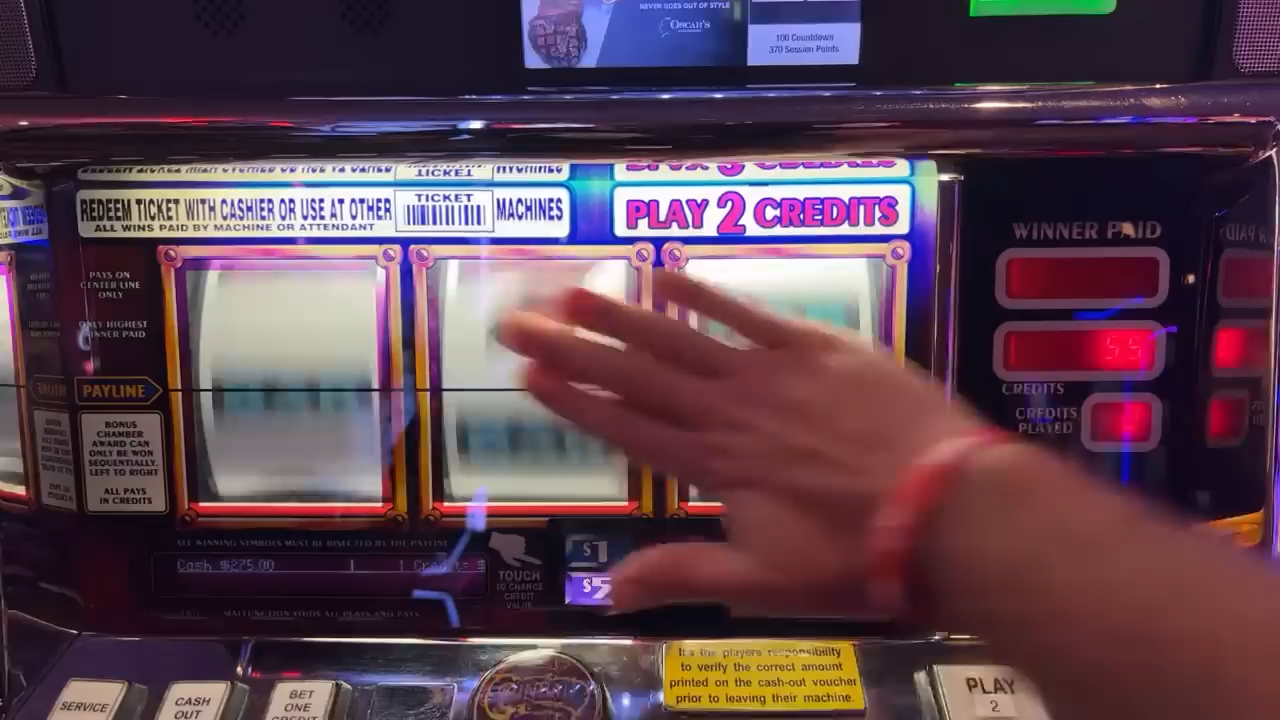 NEVER GOES OUT OF STYLE
OSCAR'S
100 Countdown
370 Session Points
TICKET
REDEEM TICKET WITH CASHIER OR USE AT OTHER
TICKET
MACHINES
ALL WINS PAID BY MACHINE OR ATTENDANT
PLAY 2 CREDITS
WINNER PAID
PAYS ON
CENTER LINE
ONLY
ONLY HIGHEST
WINNER PAID
55
CREDITS
PAYLINE
CREDITS
PLAYED
BONUS
CHAMBER
AWARD CAN
ONLY BE WON
SEQUENTIALLY.
LEFT TO RIGHT
ALL PAYS
IN CREDITS
ALL WINNING SYMBOLS MUST BE DISECTED BY THE PAYLINE
Cash $275.00
TOUCH
TO CHANGE
CREDIT
VALUE
$1
$5
MALFUNCTION VOIDS ALL PLAYS AND PAYS
It's the players responsibility
to verify the correct amount
printed on the cash-out voucher
prior to leaving their machine.
SERVICE
CASH
OUT
BET
ONE
CREDIT
PLAY
2